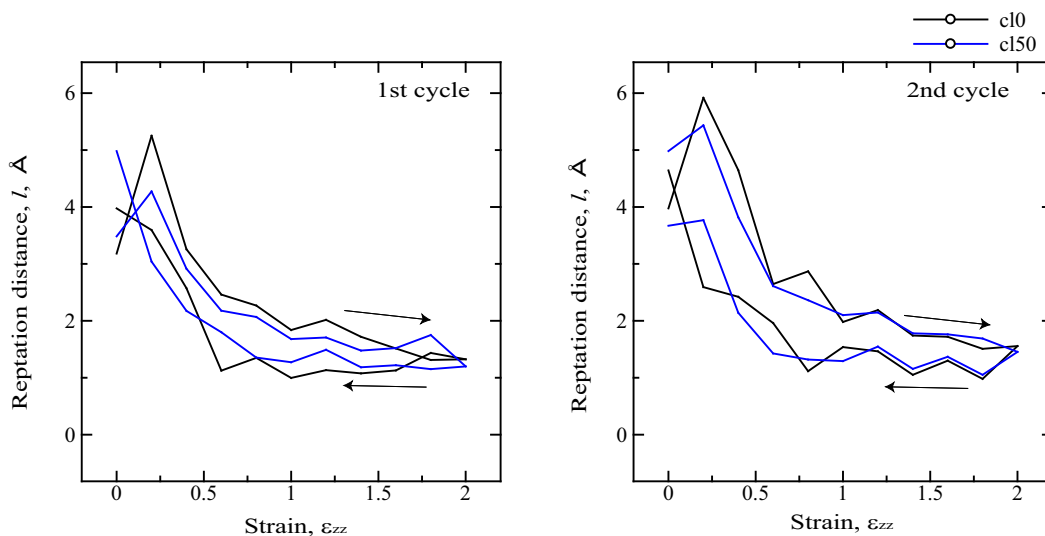 cl0
cl50
1st cycle
Reptation distance, l, Å
6
4
2
0
0
0.5
1
1.5
2
Strain, εzz
2nd cycle
Reptation distance, l, Å
6
4
2
0
0
0.5
1
1.5
2
Strain, εzz